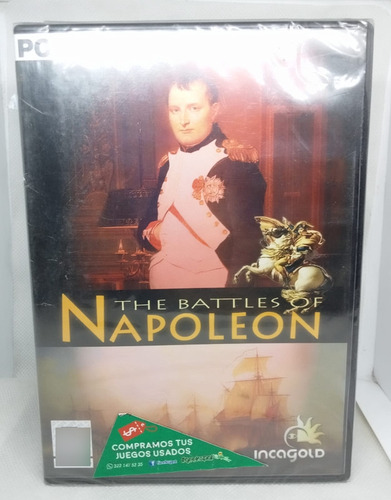 PC
THE BATTLES OF
NAPOLEON
COMPRAMOS TUS
JUEGOS USADOS
INCAGOLD